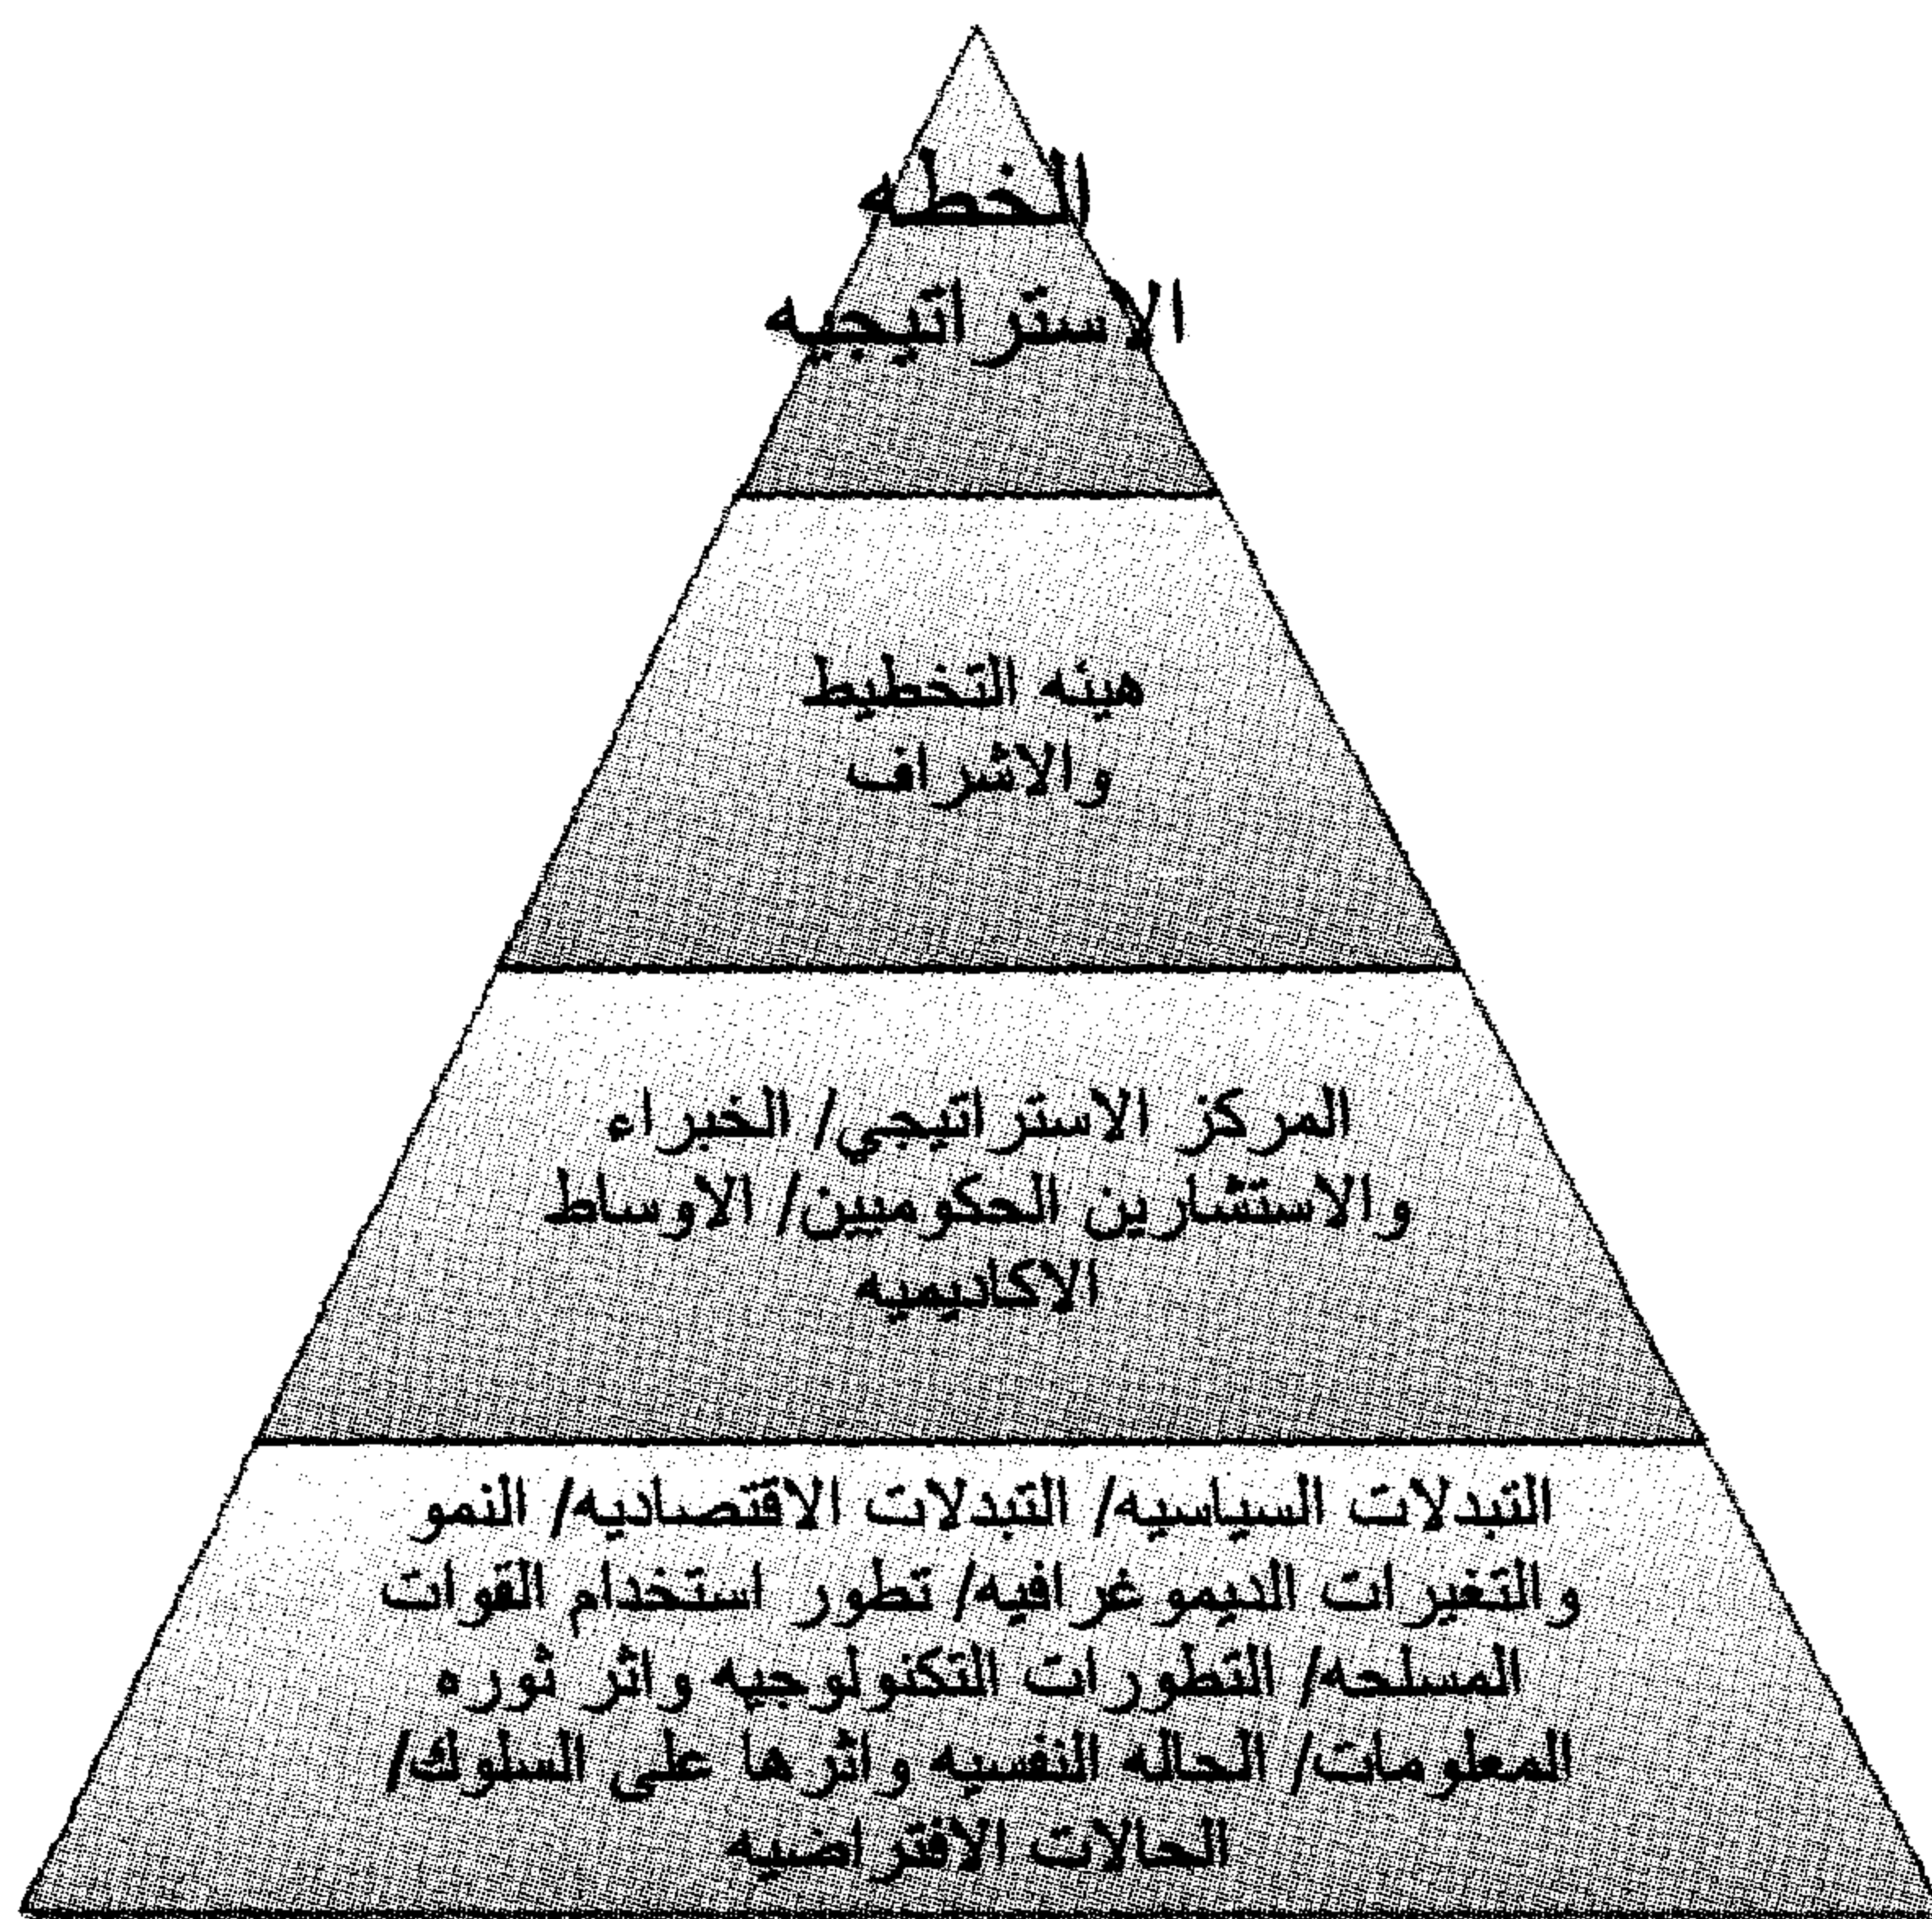 الخطه
الاستراتيجيه
هيئه التخطيط
والاشراف
المركز الاستراتيجي/ الخبراء
والاستشارين الحكوميين/ الاوساط
الاكاديميه
التبدلات السياسيه/ التبدلات الاقتصاديه/ النمو
والتغيرات الديموغرافيه/ تطور استخدام القوات
المسلحه/ التطورات التكنولوجيه واثر ثوره
المعلومات/ الحاله النفسيه واثرها على السلوك/
الحالات الافتراضيه